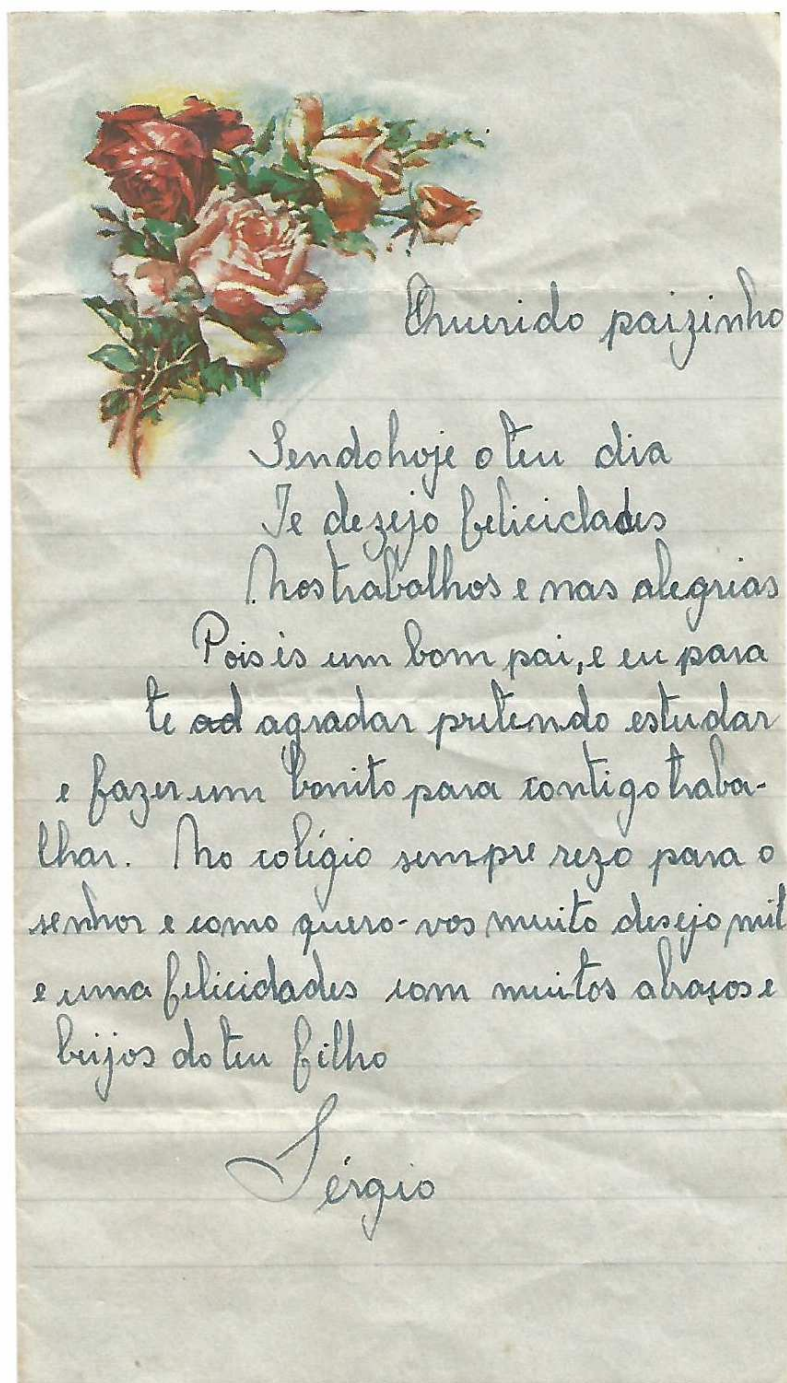 Querido paizinho
Sendo hoje o teu dia
Te dezejo felicidades
Nos trabalhos e nas alegrias
Pois és um bom pai, e eu para
te ad agradar pretendo estudar
e fazer um bonito para contigo traba-
lhar. No colégio sempre rezo para o
senhor e como quero-vos muito desejo mil
e uma felicidades com muitos abraços e
beijos do teu filho
Sérgio